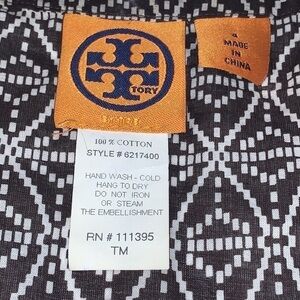 TORY
4
MADE
IN
CHINA
100% COTTON
STYLE # 6217400
HAND WASH - COLD
HANG TO DRY
DO NOT IRON
OR STEAM
THE EMBELLISHMENT
RN # 111395
TM